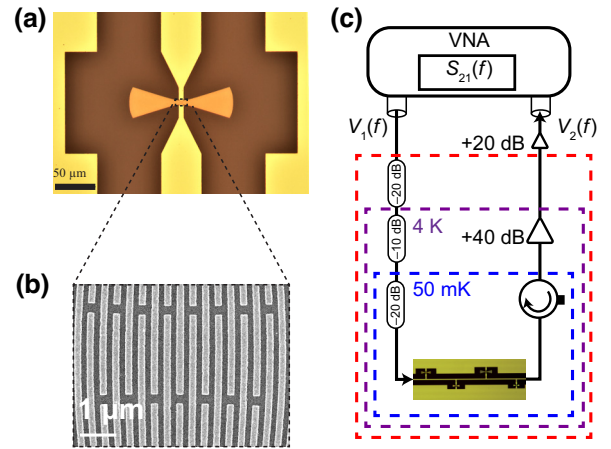 (a)
50 µm
(b)
1 µm
(c)
VNA
S21(f)
V1(f)
V2(f)
+20 dB
−20 dB
4 K
−10 dB
+40 dB
50 mK
−20 dB